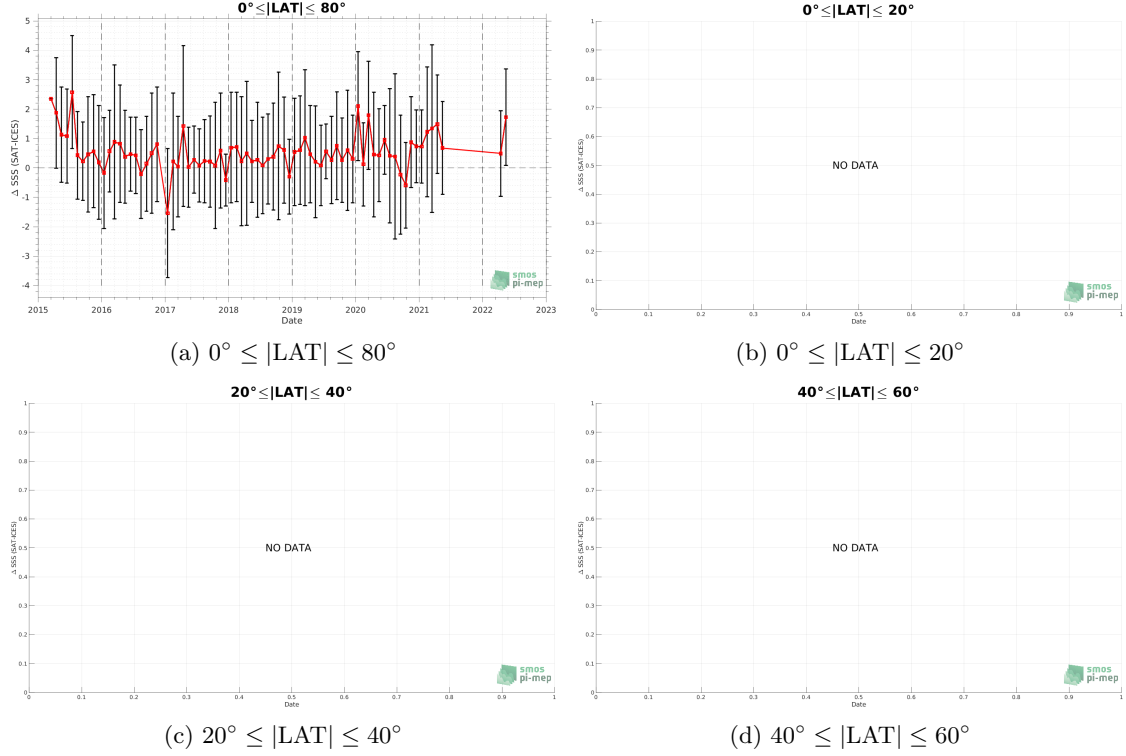 0°≤|LAT|≤ 80°
5
4
3
2
1
0
-1
-2
-3
-4
Δ SSS (SAT-ICES)
2015 2016 2017 2018 2019 2020 2021 2022 2023
Date
smos
pi-mep
(a) 0° ≤ |LAT| ≤ 80°
0°≤|LAT|≤ 20°
1
0.9
0.8
0.7
0.6
0.5
0.4
0.3
0.2
0.1
0
Δ SSS (SAT-ICES)
NO DATA
0 0.1 0.2 0.3 0.4 0.5 0.6 0.7 0.8 0.9 1
Date
smos
pi-mep
(b) 0° ≤ |LAT| ≤ 20°
20°≤|LAT|≤ 40°
1
0.9
0.8
0.7
0.6
0.5
0.4
0.3
0.2
0.1
0
Δ SSS (SAT-ICES)
NO DATA
0 0.1 0.2 0.3 0.4 0.5 0.6 0.7 0.8 0.9 1
Date
smos
pi-mep
(c) 20° ≤ |LAT| ≤ 40°
40°≤|LAT|≤ 60°
1
0.9
0.8
0.7
0.6
0.5
0.4
0.3
0.2
0.1
0
Δ SSS (SAT-ICES)
NO DATA
0 0.1 0.2 0.3 0.4 0.5 0.6 0.7 0.8 0.9 1
Date
smos
pi-mep
(d) 40° ≤ |LAT| ≤ 60°